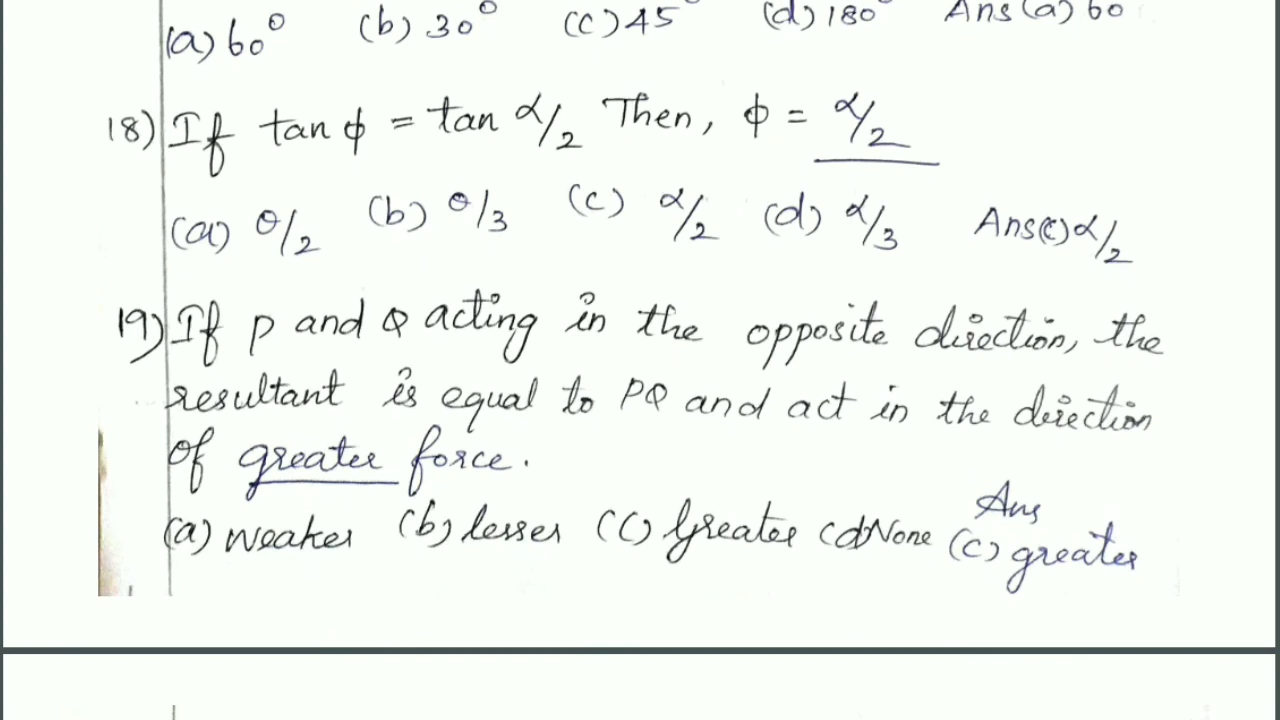 (a) 60° (b) 30° (c) 45° (d) 180° Ans (a) 60
18) If tan ϕ = tan α/2 Then, ϕ = α/2
(a) θ/2 (b) θ/3 (c) α/2 (d) α/3 Ans(c) α/2
19) If P and Q acting in the opposite direction, the
resultant is equal to PQ and act in the direction
of greater force.
(a) weaker (b) lesser (c) Greater (d) None Ans (c) greater